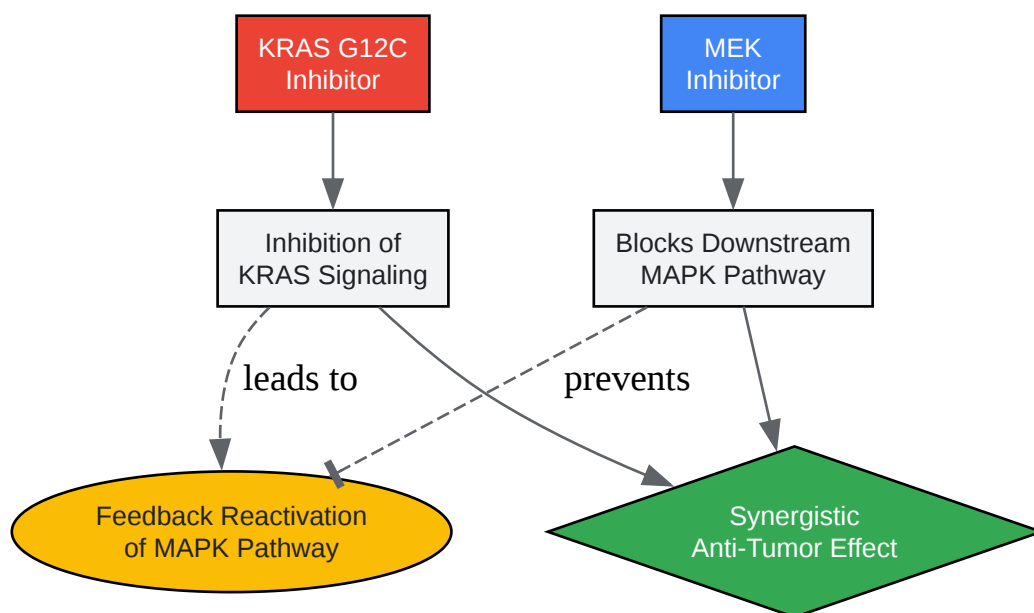 KRAS G12C
Inhibitor
MEK
Inhibitor
Inhibition of
KRAS Signaling
Blocks Downstream
MAPK Pathway
leads to
prevents
Feedback Reactivation
of MAPK Pathway
Synergistic
Anti-Tumor Effect